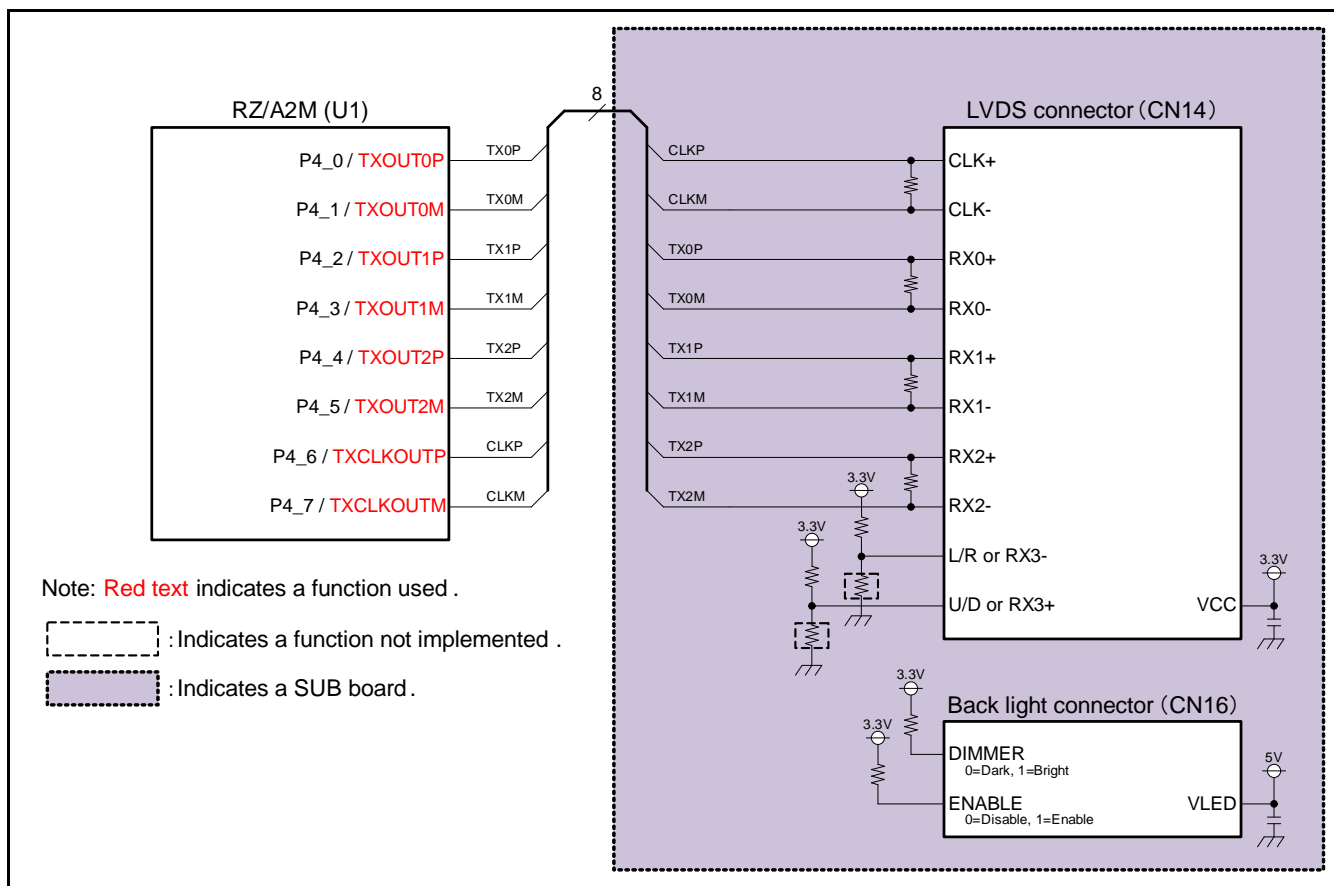 8
RZ/A2M (U1)
P4_0 / TXOUT0P
TX0P
P4_1 / TXOUT0M
TX0M
P4_2 / TXOUT1P
TX1P
P4_3 / TXOUT1M
TX1M
P4_4 / TXOUT2P
TX2P
P4_5 / TXOUT2M
TX2M
P4_6 / TXCLKOUTP
CLKP
P4_7 / TXCLKOUTM
CLKM
LVDS connector (CN14)
CLKP
CLK+
CLKM
CLK-
TX0P
RX0+
TX0M
RX0-
TX1P
RX1+
TX1M
RX1-
TX2P
RX2+
TX2M
RX2-
3.3V
L/R or RX3-
3.3V
U/D or RX3+
VCC
3.3V
Note: Red text indicates a function used .
: Indicates a function not implemented .
: Indicates a SUB board .
Back light connector (CN16)
3.3V
DIMMER
0=Dark, 1=Bright
3.3V
ENABLE
0=Disable, 1=Enable
VLED
5V